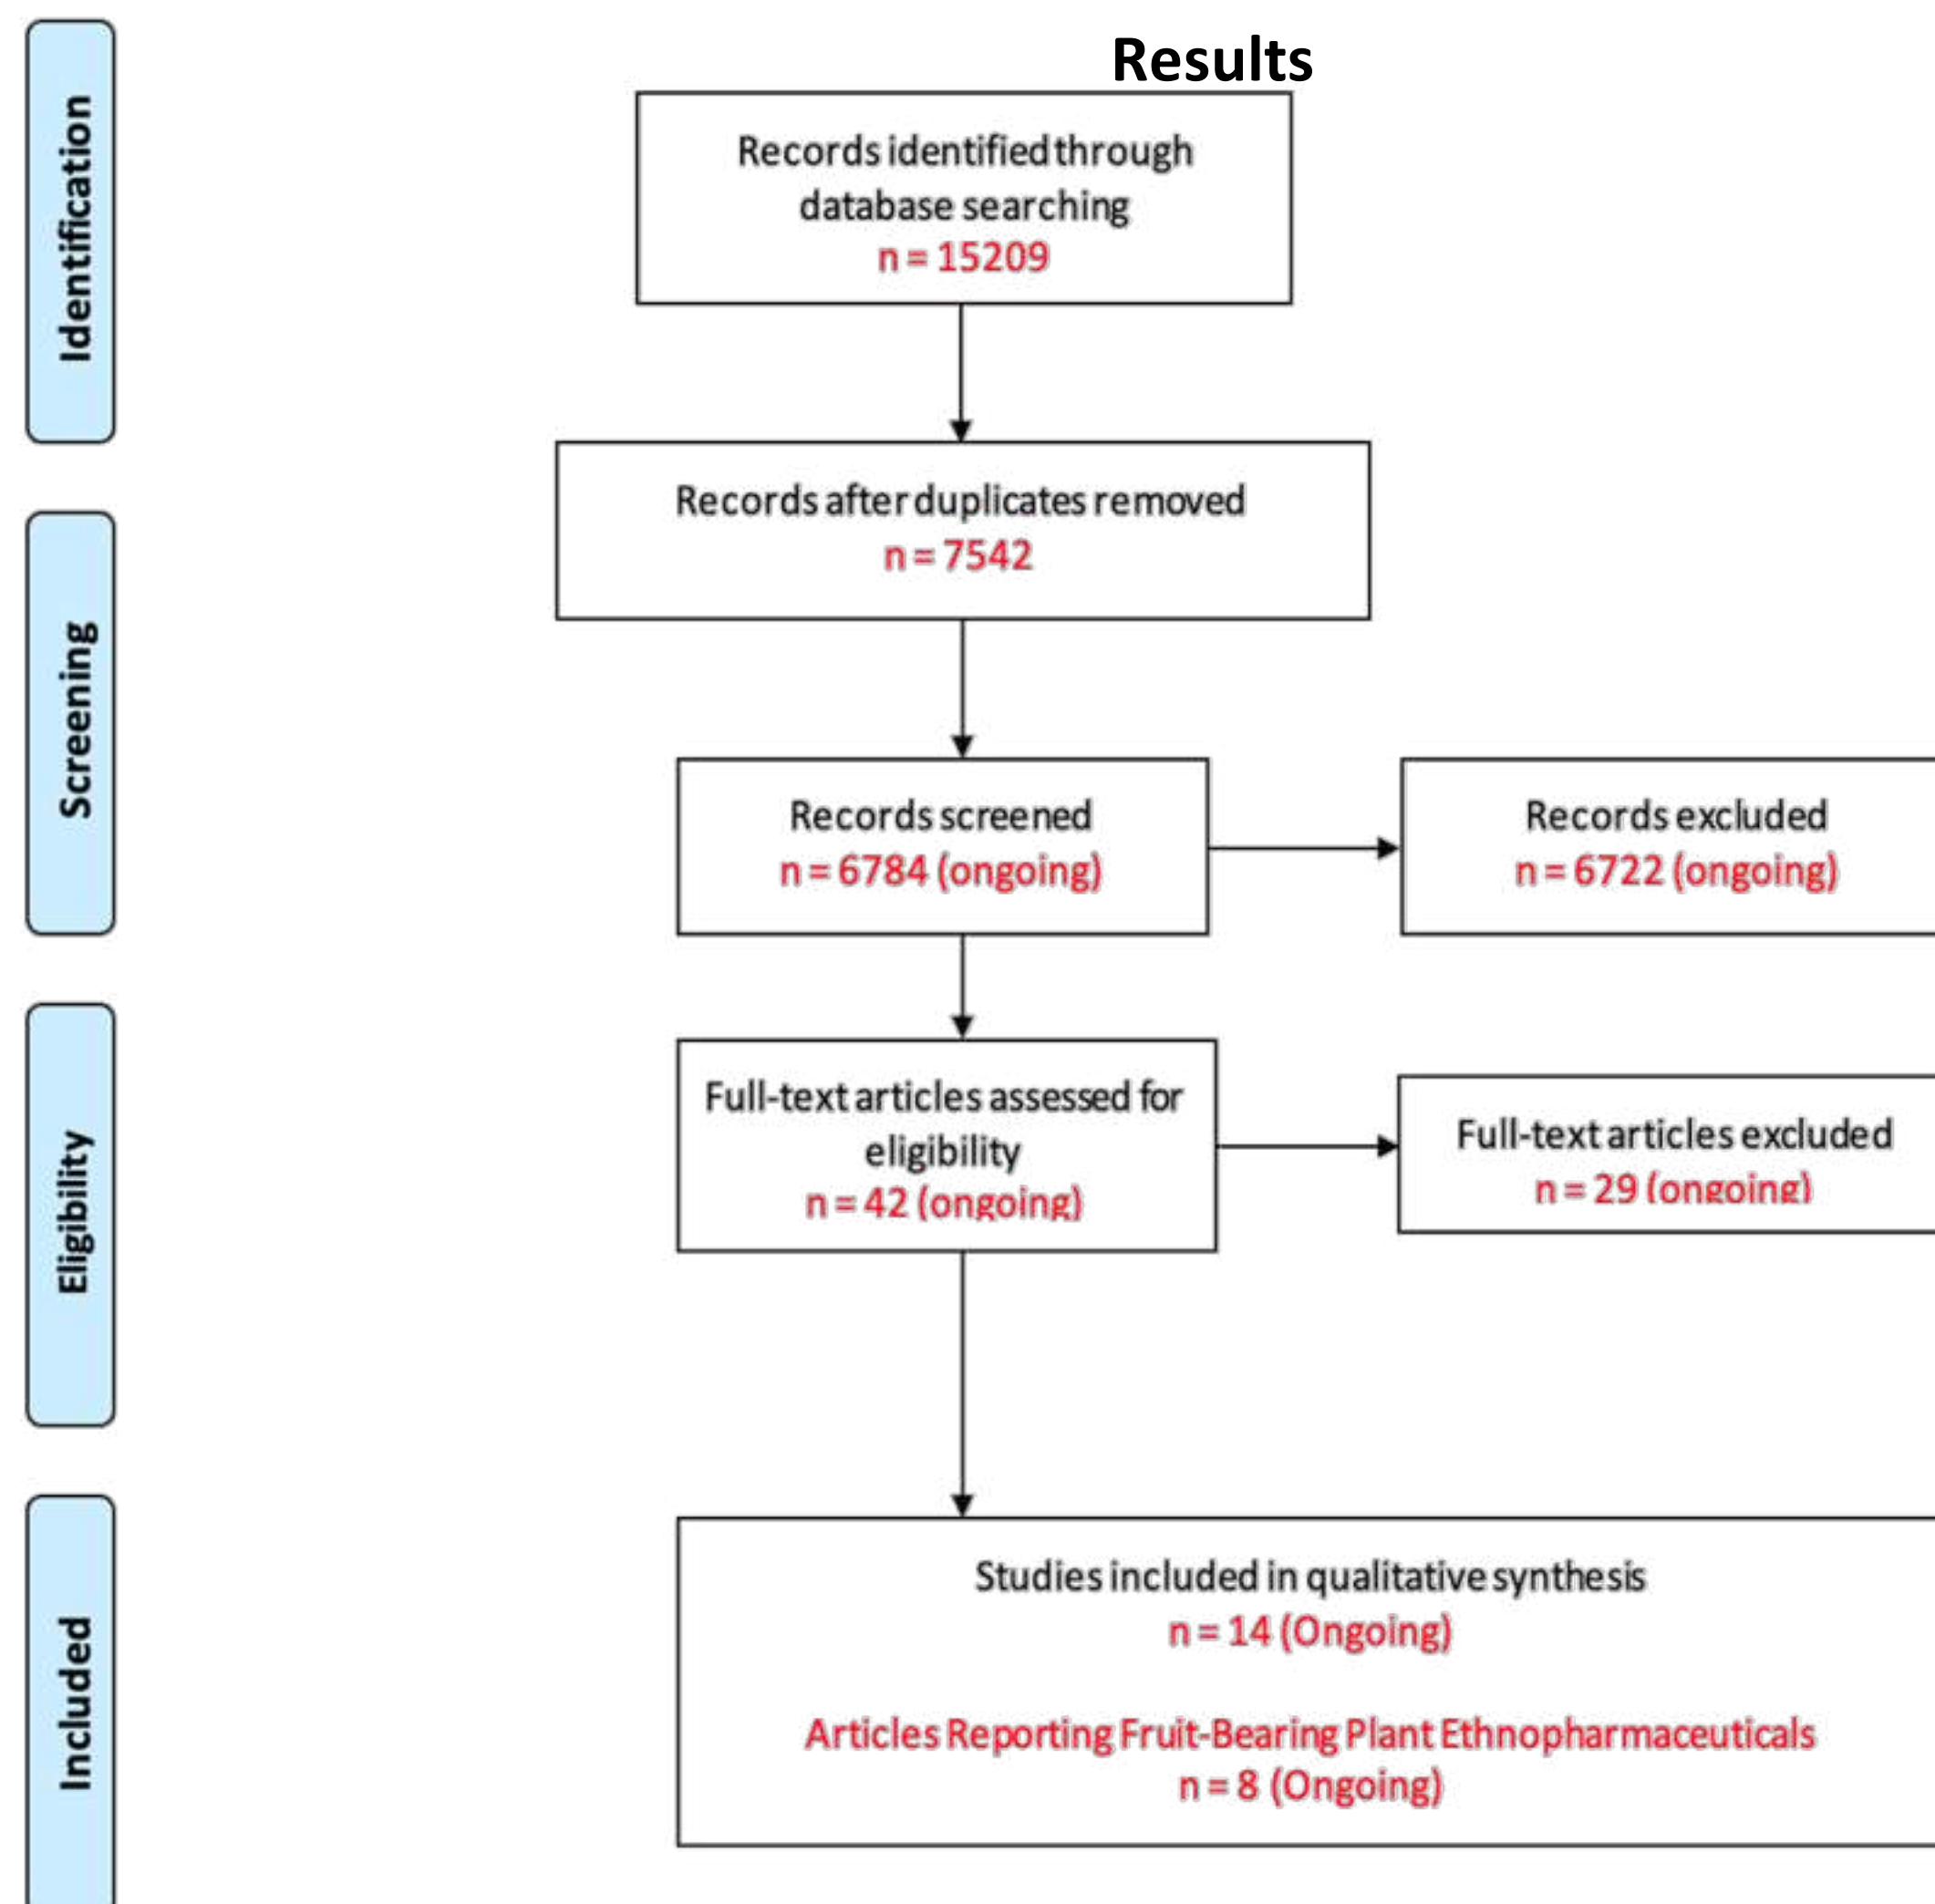 Results
Identification
Records identified through
database searching
n = 15209
Records after duplicates removed
n = 7542
Screening
Records screened
n = 6784 (ongoing)
Records excluded
n = 6722 (ongoing)
Eligibility
Full-text articles assessed for
eligibility
n = 42 (ongoing)
Full-text articles excluded
n = 29 (ongoing)
Included
Studies included in qualitative synthesis
n = 14 (Ongoing)
Articles Reporting Fruit-Bearing Plant Ethnopharmaceuticals
n = 8 (Ongoing)